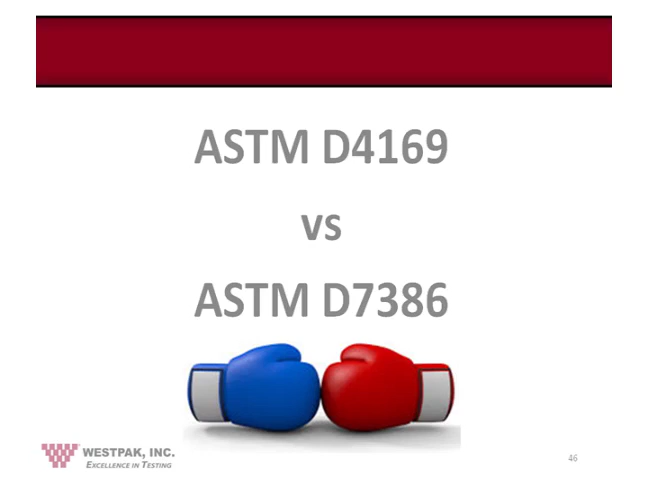 ASTM D4169
vs
ASTM D7386
WESTPAK, INC.
EXCELLENCE IN TESTING
46